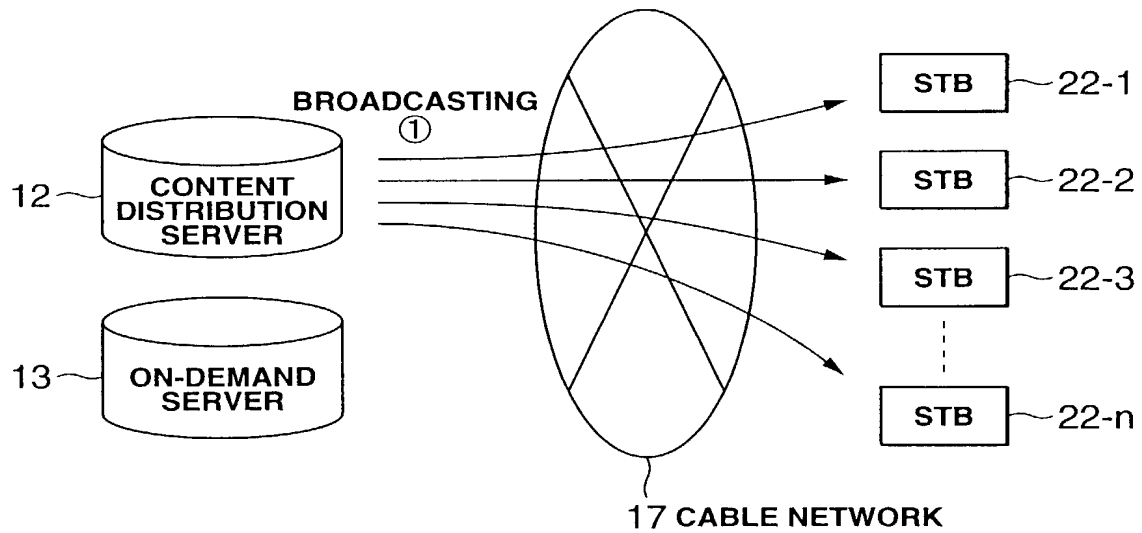 BROADCASTING
①
12
CONTENT
DISTRIBUTION
SERVER
13
ON-DEMAND
SERVER
STB 22-1
STB 22-2
STB 22-3
STB 22-n
17 CABLE NETWORK